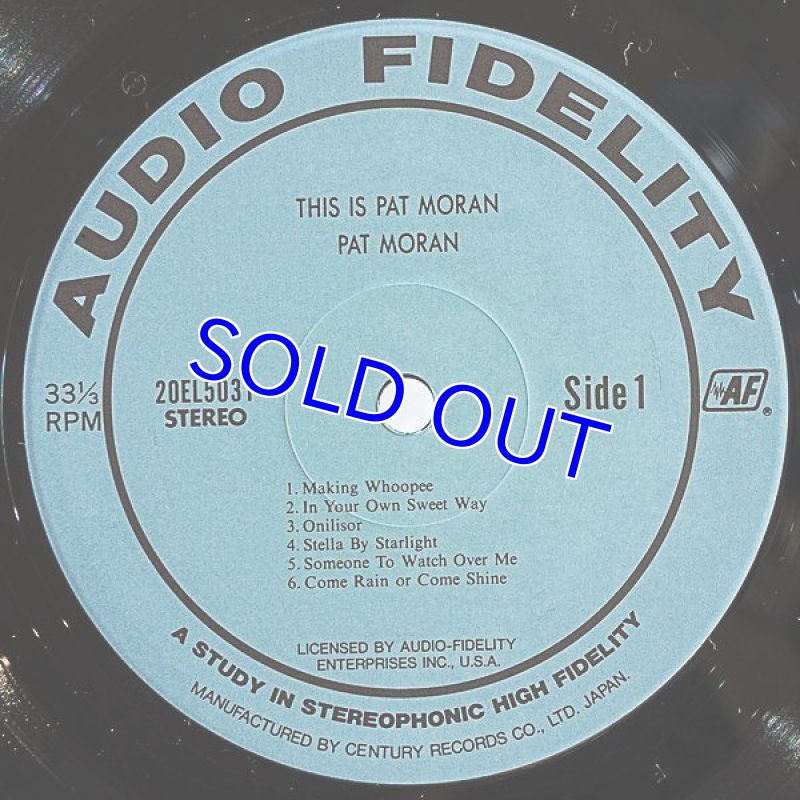 AUDIO FIDELITY
THIS IS PAT MORAN
PAT MORAN
33⅓
RPM
20EL5031
STEREO
Side 1
AF
®
SOLD OUT
1. Making Whoopee
2. In Your Own Sweet Way
3. Onilisor
4. Stella By Starlight
5. Someone To Watch Over Me
6. Come Rain or Come Shine
LICENSED BY AUDIO-FIDELITY
ENTERPRISES INC., U.S.A.
A STUDY IN STEREOPHONIC HIGH FIDELITY
MANUFACTURED BY CENTURY RECORDS CO., LTD. JAPAN.